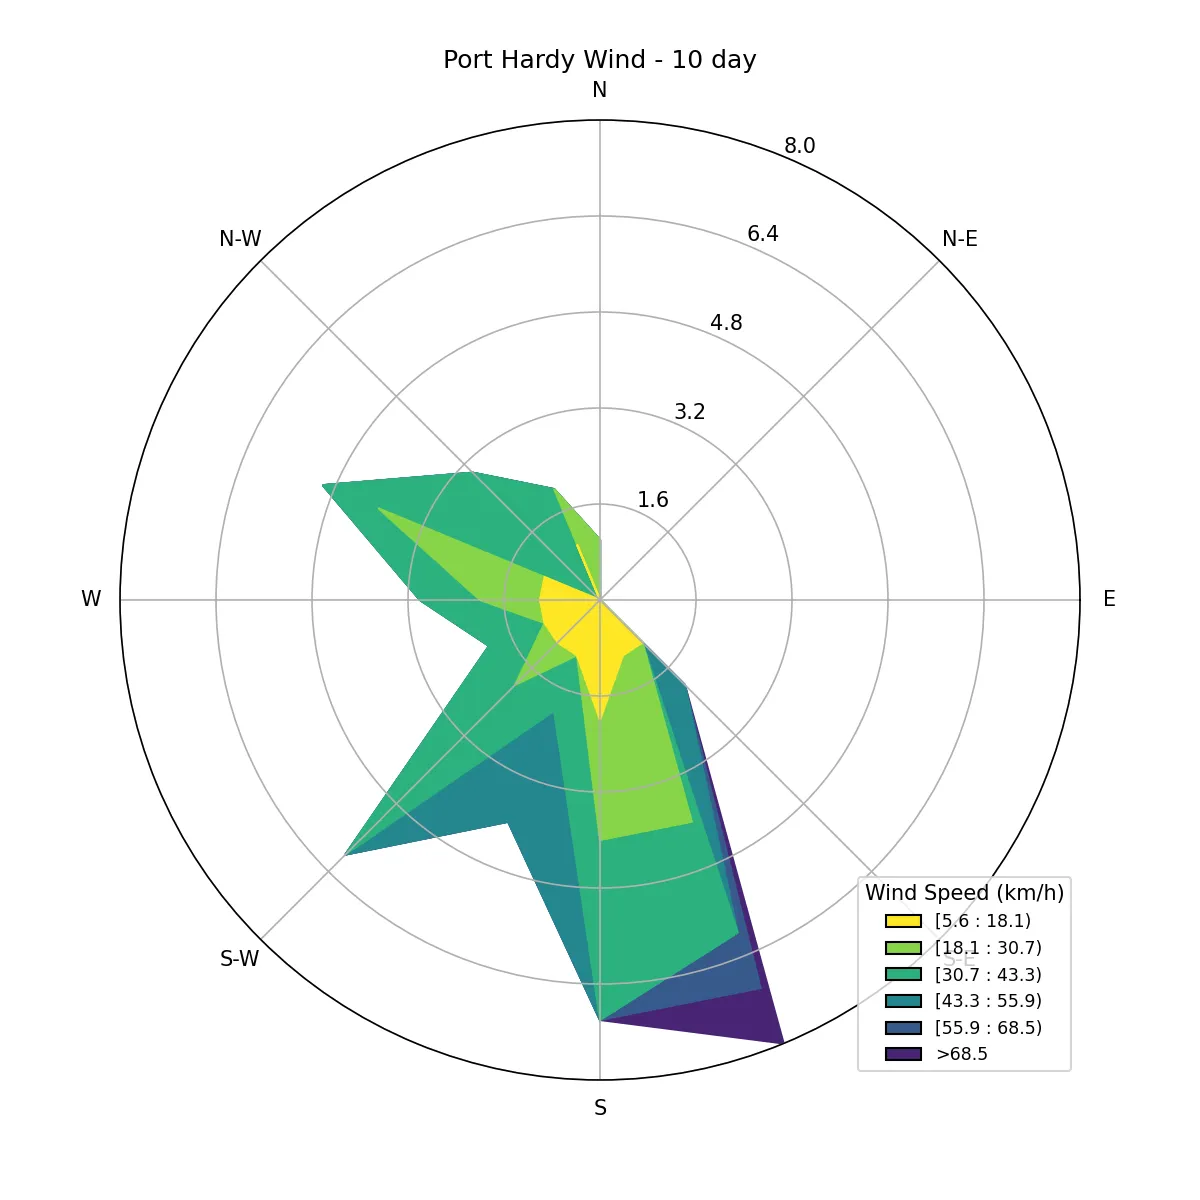 Port Hardy Wind - 10 day
N
8.0
N-W
6.4
N-E
4.8
3.2
1.6
W
E
Wind Speed (km/h)
[5.6 : 18.1)
[18.1 : 30.7)
S-W
S-E
[30.7 : 43.3)
[43.3 : 55.9)
[55.9 : 68.5)
>68.5
S